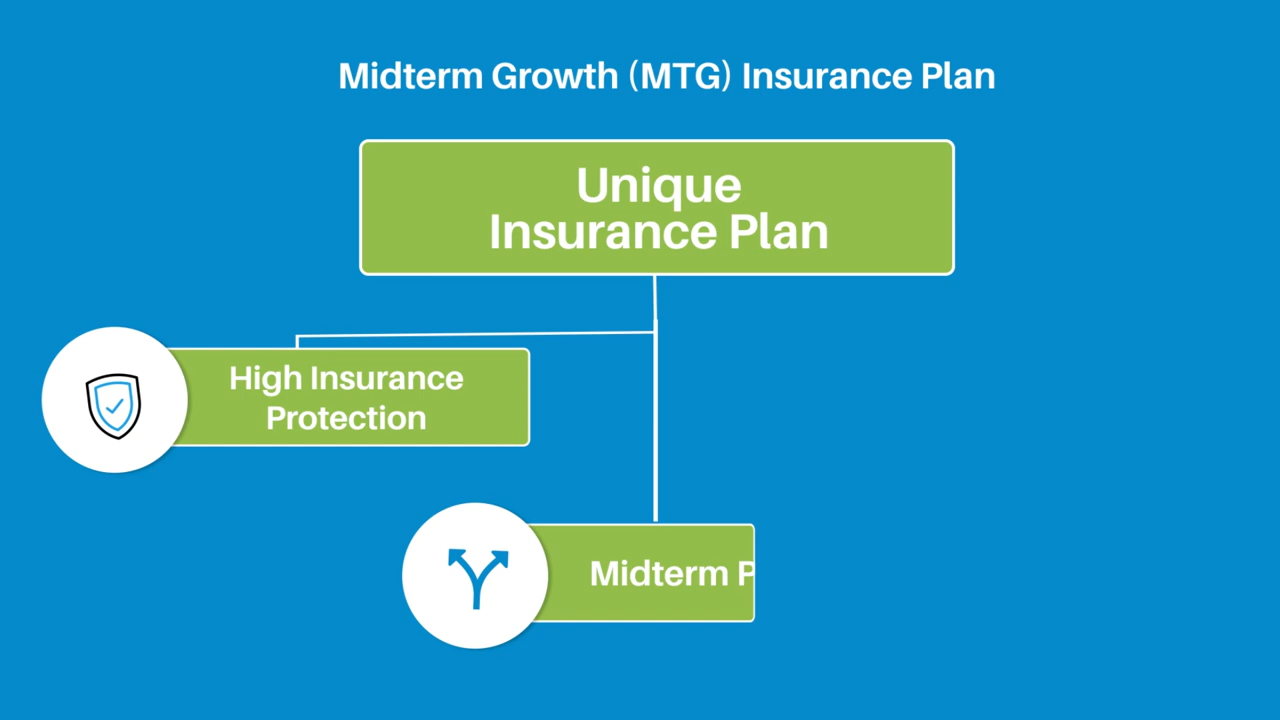 Midterm Growth (MTG) Insurance Plan
Unique
Insurance Plan
High Insurance
Protection
Midterm P